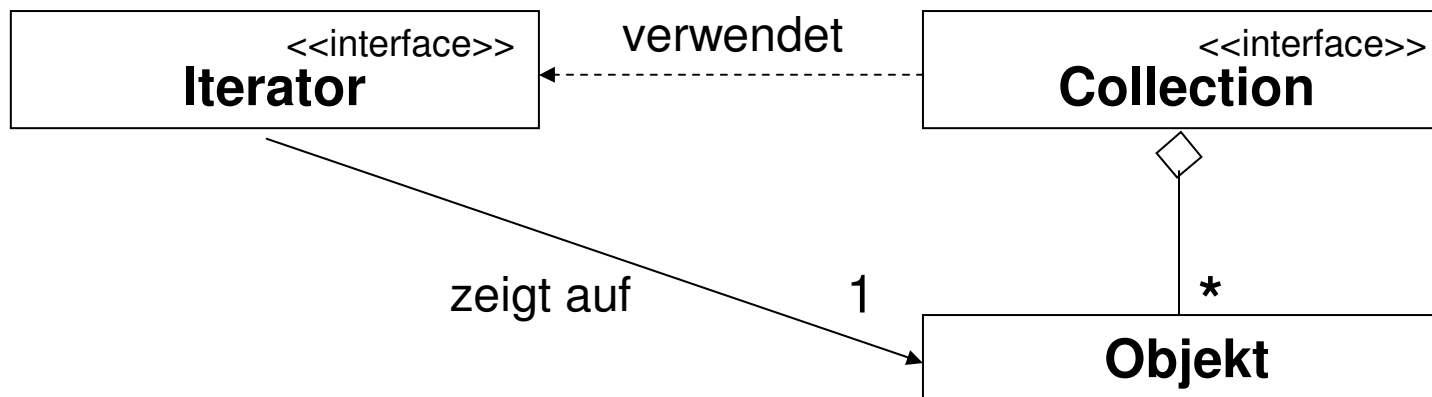 <<interface>>
Iterator
verwendet
<<interface>>
Collection
zeigt auf
1
*
Objekt